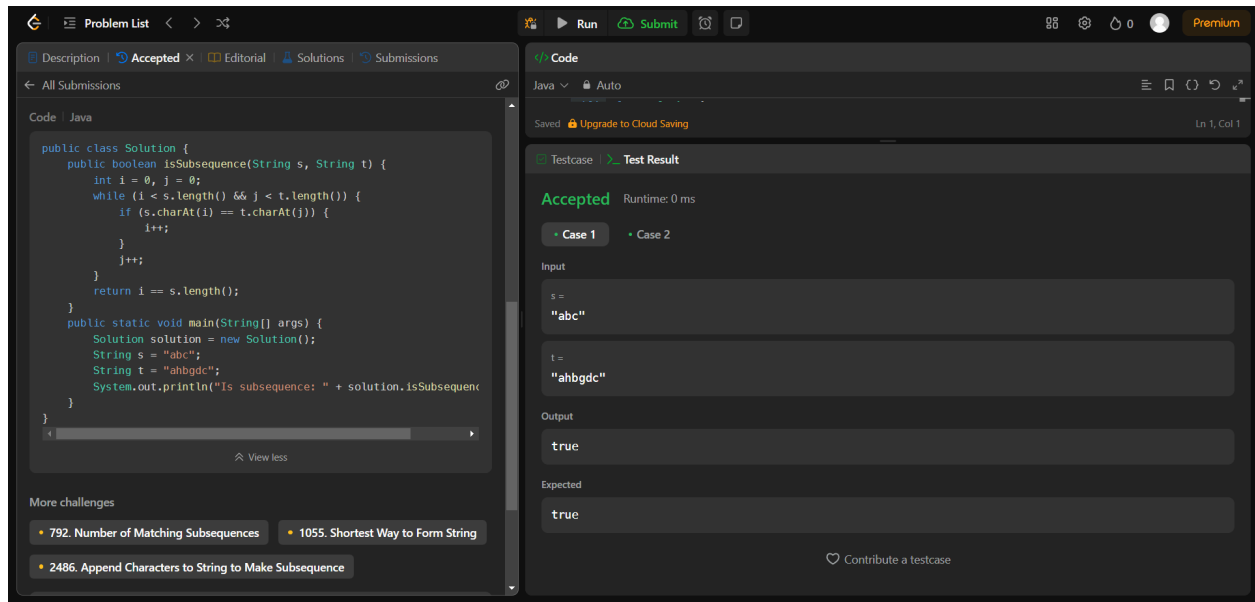 Problem List
Run
Submit
0
Premium
Description
Accepted
Editorial
Solutions
Submissions
All Submissions
Code | Java
public class Solution {
    public boolean isSubsequence(String s, String t) {
        int i = 0, j = 0;
        while (i < s.length() && j < t.length()) {
            if (s.charAt(i) == t.charAt(j)) {
                i++;
            }
            j++;
        }
        return i == s.length();
    }
    public static void main(String[] args) {
        Solution solution = new Solution();
        String s = "abc";
        String t = "ahbgdc";
        System.out.println("Is subsequence: " + solution.isSubsequenc
    }
}
View less
More challenges
792. Number of Matching Subsequences
1055. Shortest Way to Form String
2486. Append Characters to String to Make Subsequence
</> Code
Java
Auto
Saved
Upgrade to Cloud Saving
Ln 1, Col 1
Testcase
>_ Test Result
Accepted
Runtime: 0 ms
Case 1
Case 2
Input
s =
"abc"
t =
"ahbgdc"
Output
true
Expected
true
Contribute a testcase